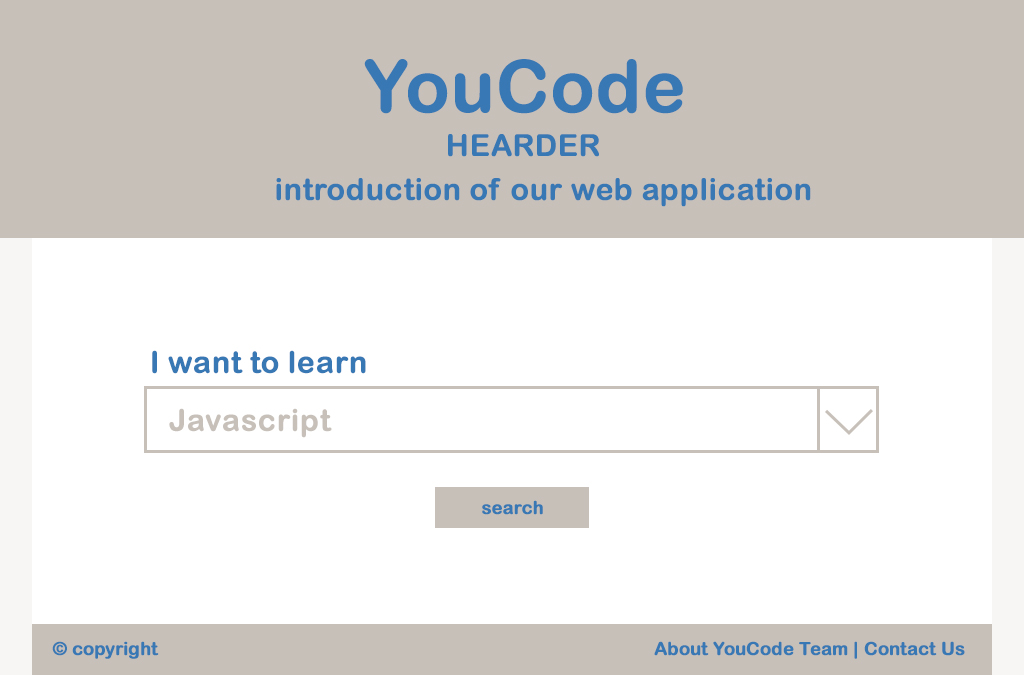 YouCode
HEARDER
introduction of our web application
I want to learn
Javascript
search
© copyright
About YouCode Team | Contact Us